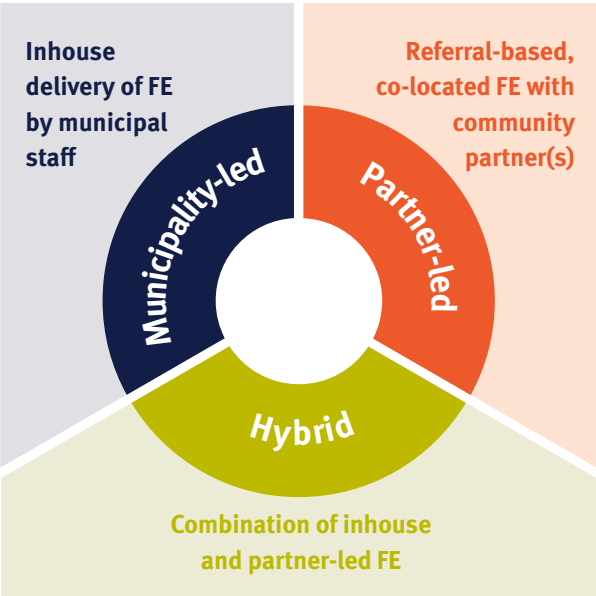 Inhouse
delivery of FE
by municipal
staff
Referral-based,
co-located FE with
community
partner(s)
Municipality-led
Partner-led
Hybrid
Combination of inhouse
and partner-led FE